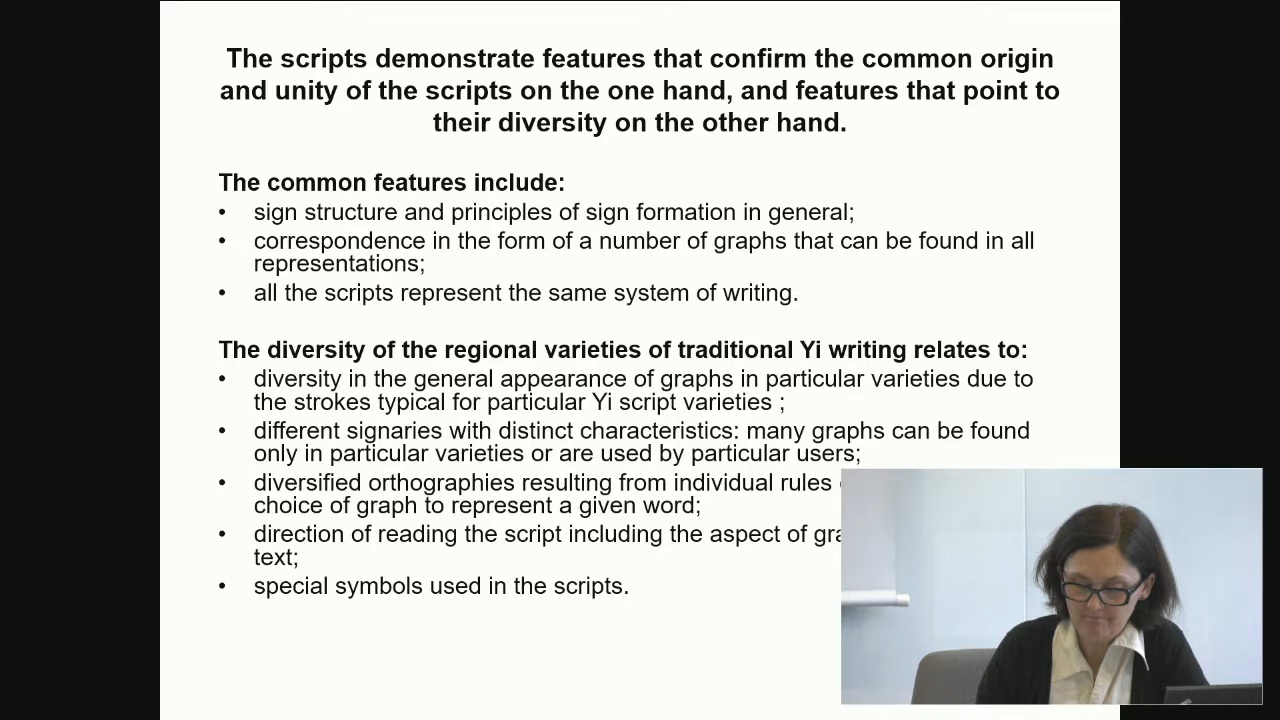 The scripts demonstrate features that confirm the common origin
and unity of the scripts on the one hand, and features that point to
their diversity on the other hand.
The common features include:
• sign structure and principles of sign formation in general;
• correspondence in the form of a number of graphs that can be found in all
representations;
• all the scripts represent the same system of writing.
The diversity of the regional varieties of traditional Yi writing relates to:
• diversity in the general appearance of graphs in particular varieties due to
the strokes typical for particular Yi script varieties ;
• different signaries with distinct characteristics: many graphs can be found
only in particular varieties or are used by particular users;
• diversified orthographies resulting from individual rules
choice of graph to represent a given word;
• direction of reading the script including the aspect of
text;
• special symbols used in the scripts.